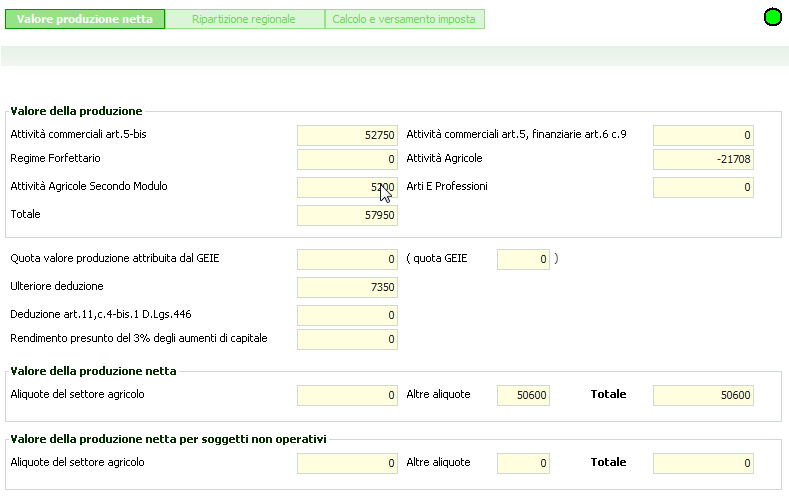 Valore produzione netta Ripartizione regionale Calcolo e versamento imposta
Valore della produzione
Attività commerciali art.5-bis 52750 Attività commerciali art.5, finanziarie art.6 c.9 0
Regime Forfettario 0 Attività Agricole -21708
Attività Agricole Secondo Modulo 5200 Arti E Professioni 0
Totale 57950
Quota valore produzione attribuita dal GEIE 0 ( quota GEIE 0 )
Ulteriore deduzione 7350
Deduzione art.11,c.4-bis.1 D.Lgs.446 0
Rendimento presunto del 3% degli aumenti di capitale 0
Valore della produzione netta
Aliquote del settore agricolo 0 Altre aliquote 50600 Totale 50600
Valore della produzione netta per soggetti non operativi
Aliquote del settore agricolo 0 Altre aliquote 0 Totale 0